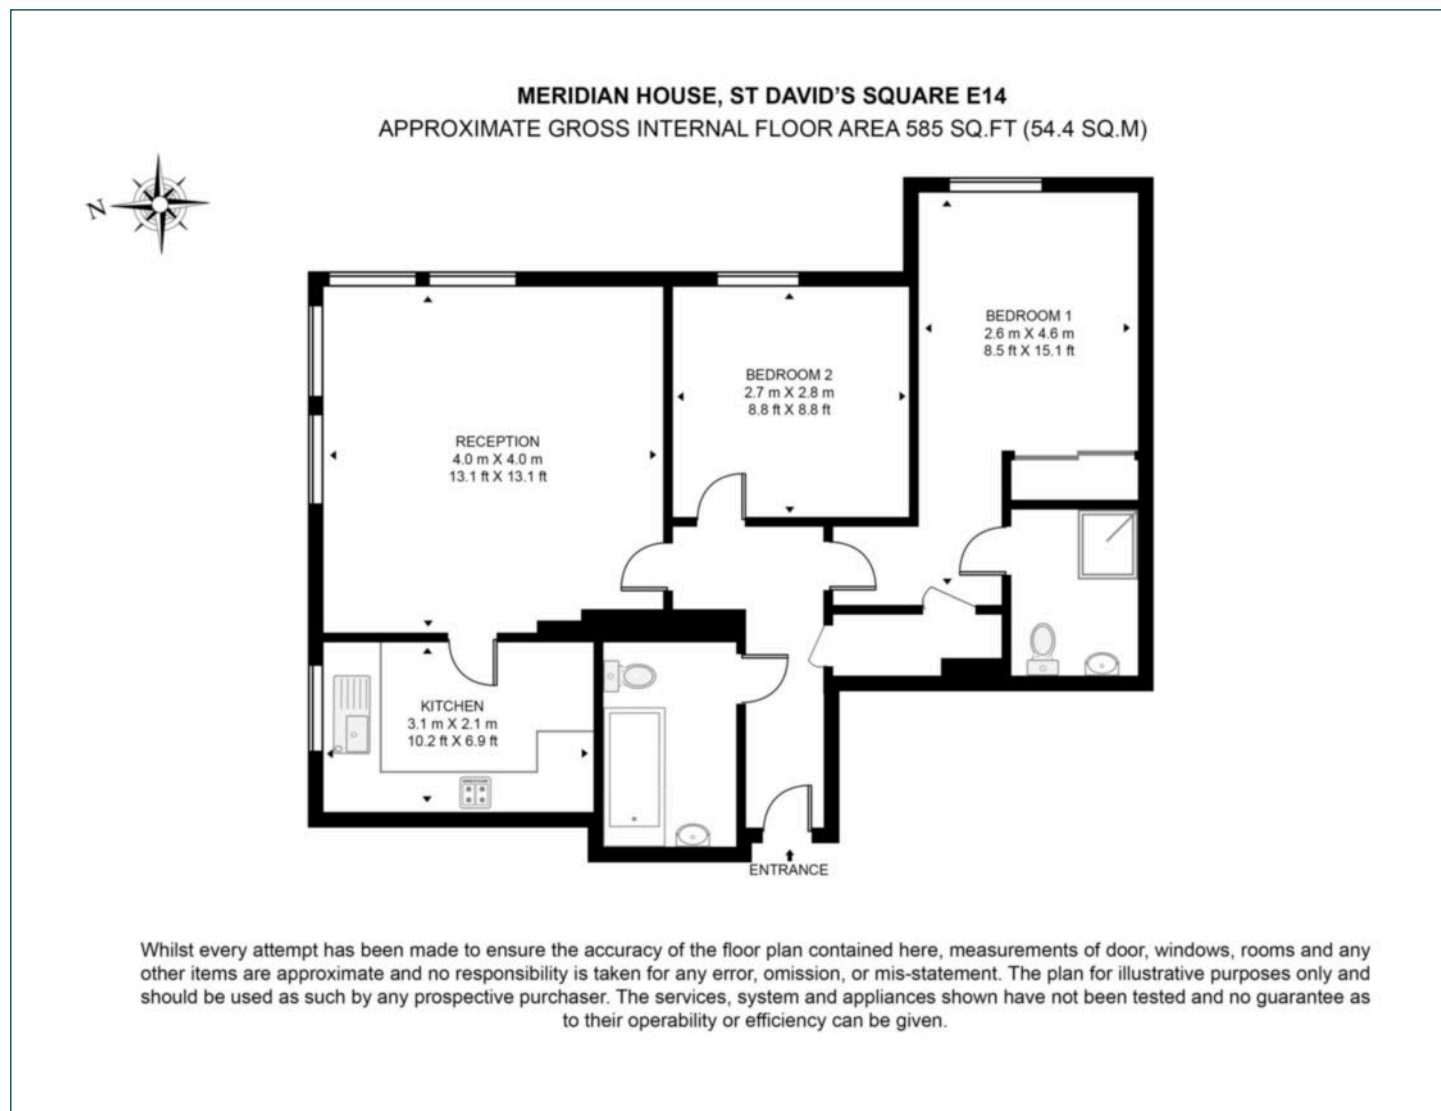 MERIDIAN HOUSE, ST DAVID'S SQUARE E14
APPROXIMATE GROSS INTERNAL FLOOR AREA 585 SQ.FT (54.4 SQ.M)
N
BEDROOM 1
2.6 m X 4.6 m
8.5 ft X 15.1 ft
BEDROOM 2
2.7 m X 2.8 m
8.8 ft X 8.8 ft
RECEPTION
4.0 m X 4.0 m
13.1 ft X 13.1 ft
KITCHEN
3.1 m X 2.1 m
10.2 ft X 6.9 ft
ENTRANCE
Whilst every attempt has been made to ensure the accuracy of the floor plan contained here, measurements of door, windows, rooms and any
other items are approximate and no responsibility is taken for any error, omission, or mis-statement. The plan for illustrative purposes only and
should be used as such by any prospective purchaser. The services, system and appliances shown have not been tested and no guarantee as
to their operability or efficiency can be given.